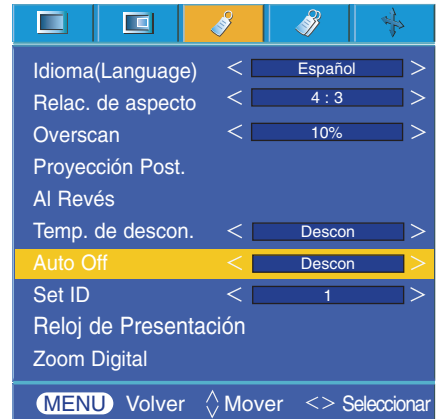 Idioma(Language) < Español >
Relac. de aspecto < 4 : 3 >
Overscan < 10% >
Proyección Post.
Al Revés
Temp. de descon. < Descon >
Auto Off < Descon >
Set ID < 1 >
Reloj de Presentación
Zoom Digital
MENU Volver Mover <> Seleccionar